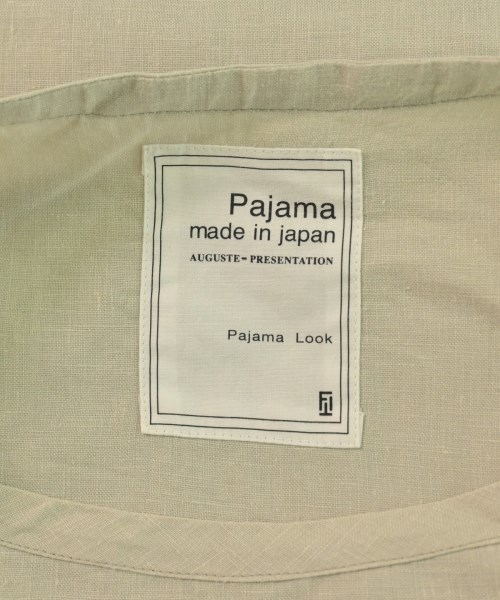 Pajama
made in japan
AUGUSTE=PRESENTATION
Pajama Look